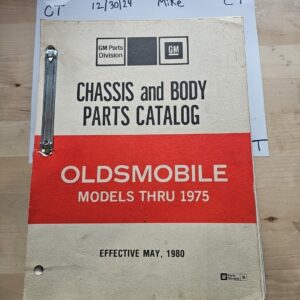 CT 12/30/24 Mike CT
GM Parts
Division
GM
CHASSIS and BODY
PARTS CATALOG
T
OLDSMOBILE
MODELS THRU 1975
EFFECTIVE MAY, 1980